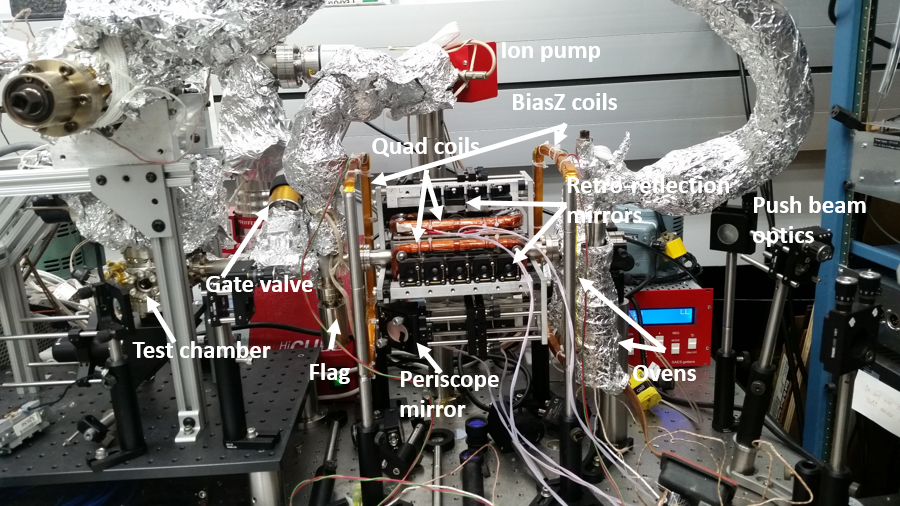 Ion pump
BiasZ coils
Quad coils
Retro-reflection
mirrors
Push beam
optics
Gate valve
Test chamber
Flag
Periscope
mirror
Ovens
HiCU